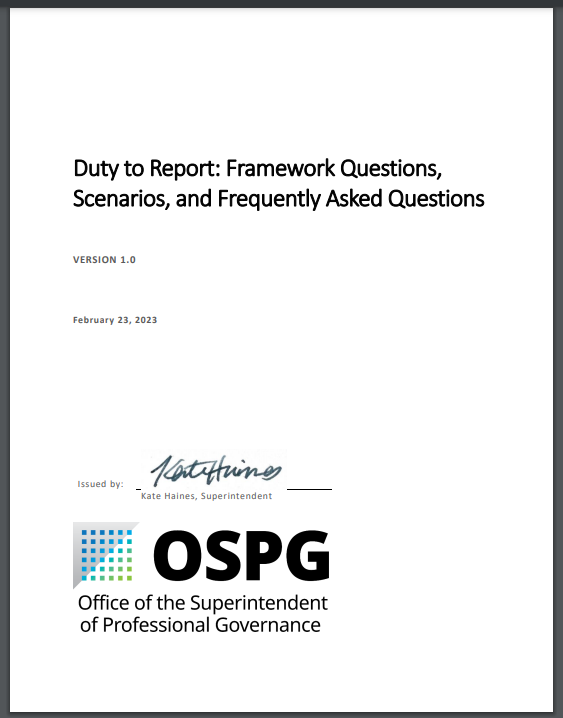 Duty to Report: Framework Questions,
Scenarios, and Frequently Asked Questions
VERSION 1.0
February 23, 2023
Issued by:
Kate Haines
Kate Haines, Superintendent
OSPG
Office of the Superintendent
of Professional Governance